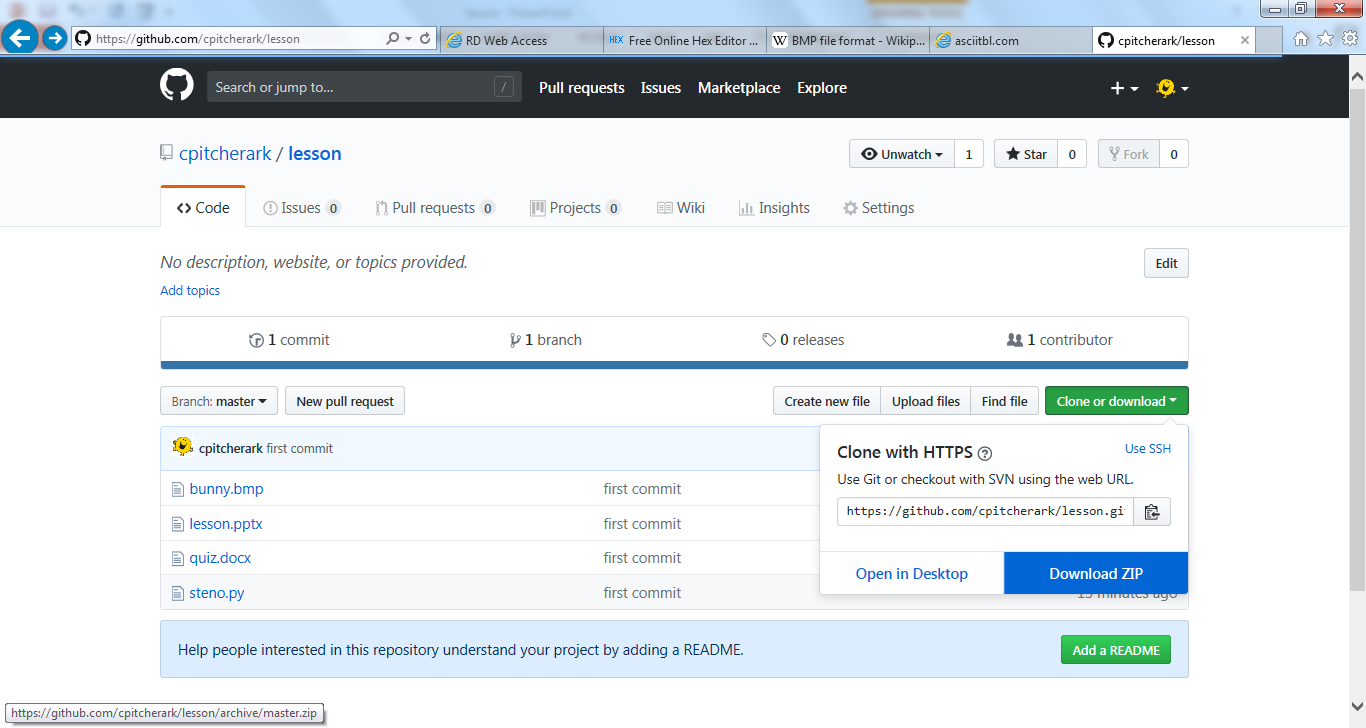 https://github.com/cpitcherark/lesson
RD Web Access
HEX Free Online Hex Editor ...
W BMP file format - Wikip...
asciitbl.com
cpitcherark/lesson
Search or jump to...
/
Pull requests Issues Marketplace Explore
cpitcherark / lesson
Unwatch 1
Star 0
Fork 0
Code
Issues 0
Pull requests 0
Projects 0
Wiki
Insights
Settings
No description, website, or topics provided.
Edit
Add topics
1 commit
1 branch
0 releases
1 contributor
Branch: master
New pull request
Create new file
Upload files
Find file
Clone or download
cpitcherark first commit
bunny.bmp first commit
lesson.pptx first commit
quiz.docx first commit
steno.py first commit
Clone with HTTPS
Use SSH
Use Git or checkout with SVN using the web URL.
https://github.com/cpitcherark/lesson.gi
Open in Desktop
Download ZIP
15 minutes ago
Help people interested in this repository understand your project by adding a README.
Add a README
https://github.com/cpitcherark/lesson/archive/master.zip